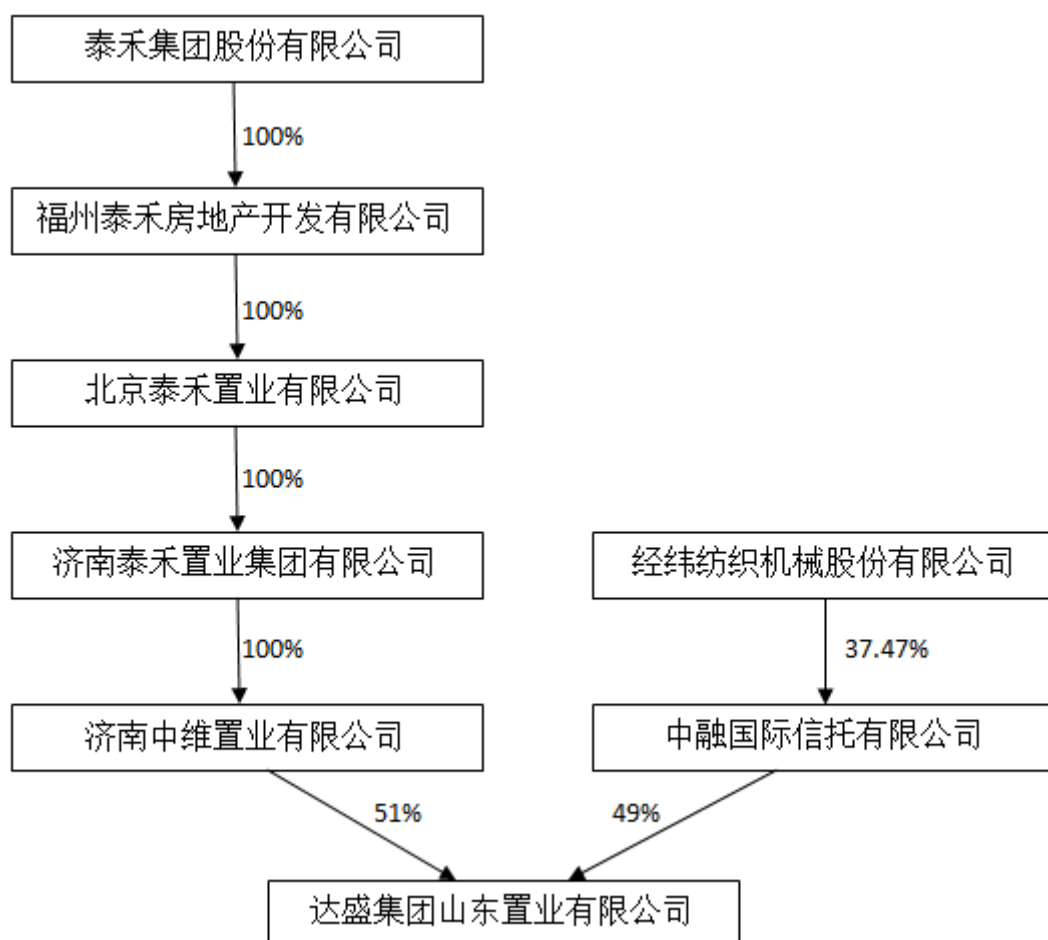 泰禾集团股份有限公司
100%
福州泰禾房地产开发有限公司
100%
北京泰禾置业有限公司
100%
济南泰禾置业集团有限公司
经纬纺织机械股份有限公司
100%
37.47%
济南中维置业有限公司
中融国际信托有限公司
51%
49%
达盛集团山东置业有限公司